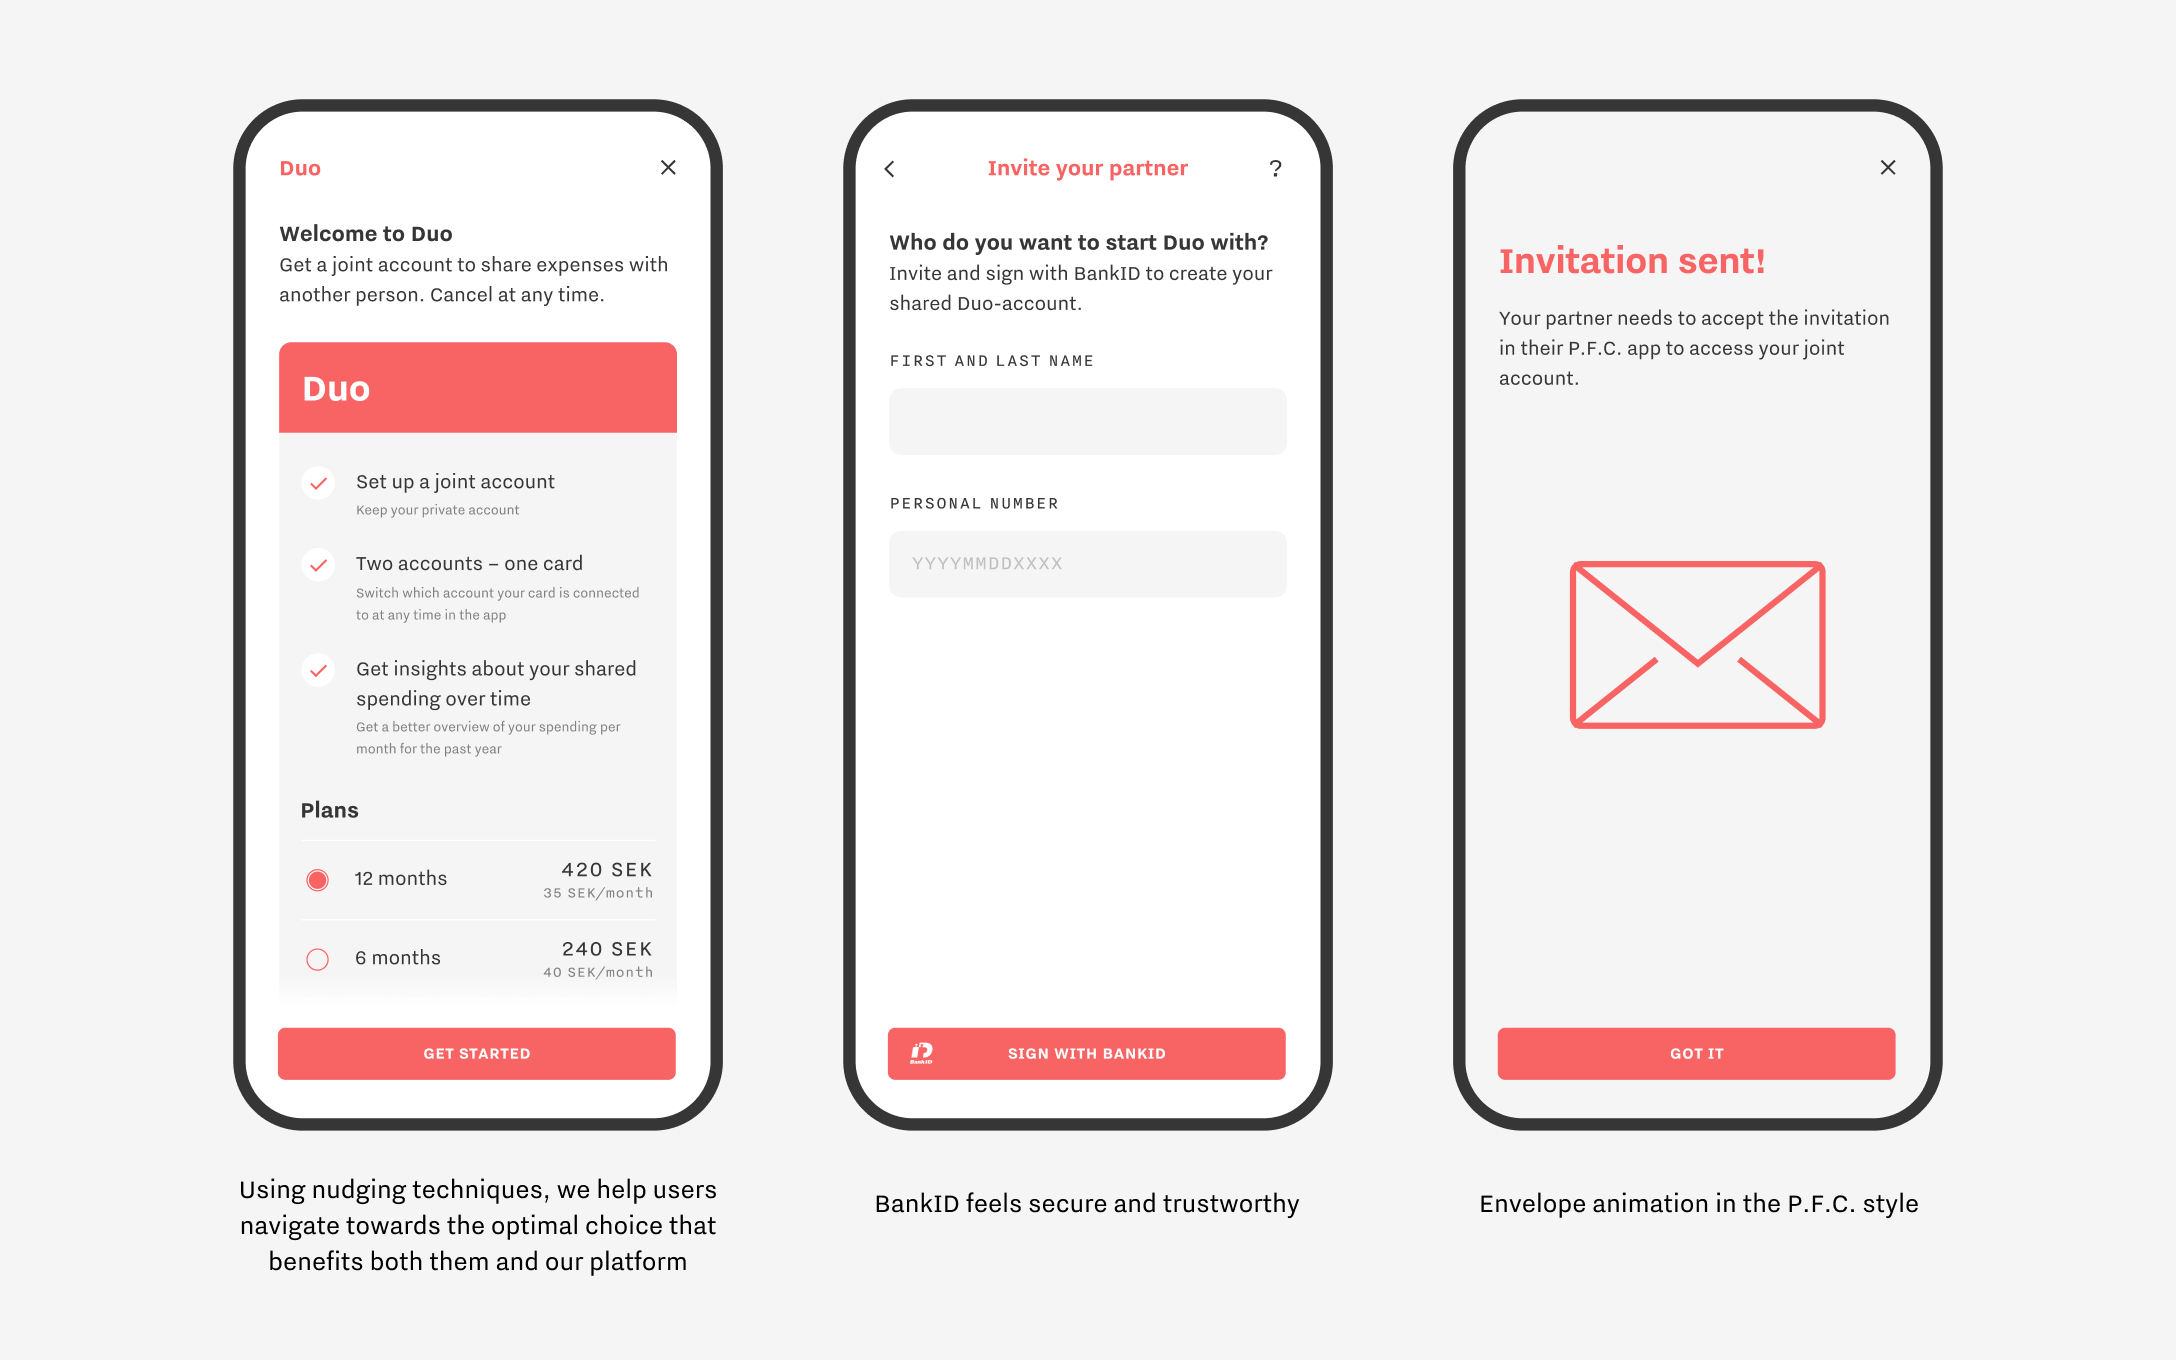 Duo
Welcome to Duo
Get a joint account to share expenses with
another person. Cancel at any time.
Duo
Set up a joint account
Keep your private account
Two accounts – one card
Switch which account your card is connected
to at any time in the app
Get insights about your shared
spending over time
Get a better overview of your spending per
month for the past year
Plans
12 months
420 SEK
35 SEK/month
6 months
240 SEK
40 SEK/month
GET STARTED
Using nudging techniques, we help users
navigate towards the optimal choice that
benefits both them and our platform
Invite your partner
?
Who do you want to start Duo with?
Invite and sign with BankID to create your
shared Duo-account.
FIRST AND LAST NAME
PERSONAL NUMBER
YYYYMMDDXXXX
BankID
SIGN WITH BANKID
BankID feels secure and trustworthy
Invitation sent!
Your partner needs to accept the invitation
in their P.F.C. app to access your joint
account.
GOT IT
Envelope animation in the P.F.C. style